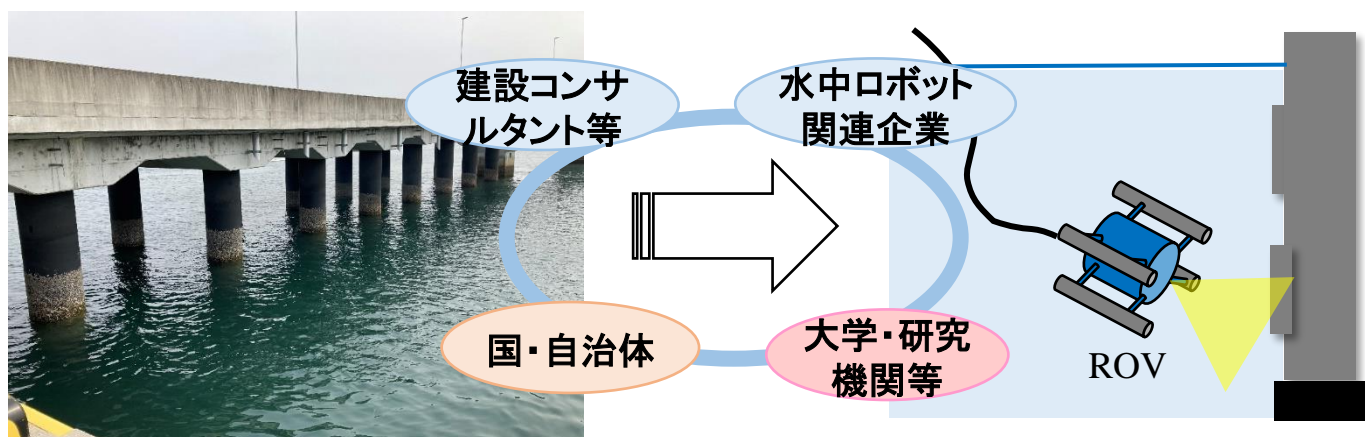 建設コンサ
ルタント等
水中ロボット
関連企業
国・自治体
大学・研究
機関等
ROV